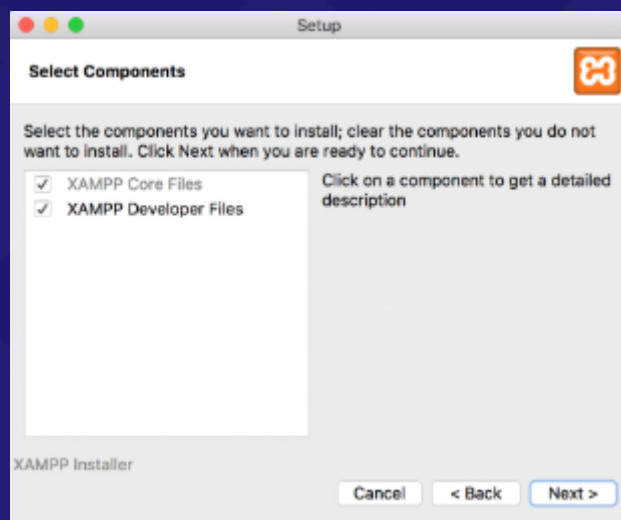 Setup
Select Components
Select the components you want to install; clear the components you do not
want to install. Click Next when you are ready to continue.
XAMPP Core Files
XAMPP Developer Files
Click on a component to get a detailed
description
XAMPP Installer
Cancel
< Back
Next >